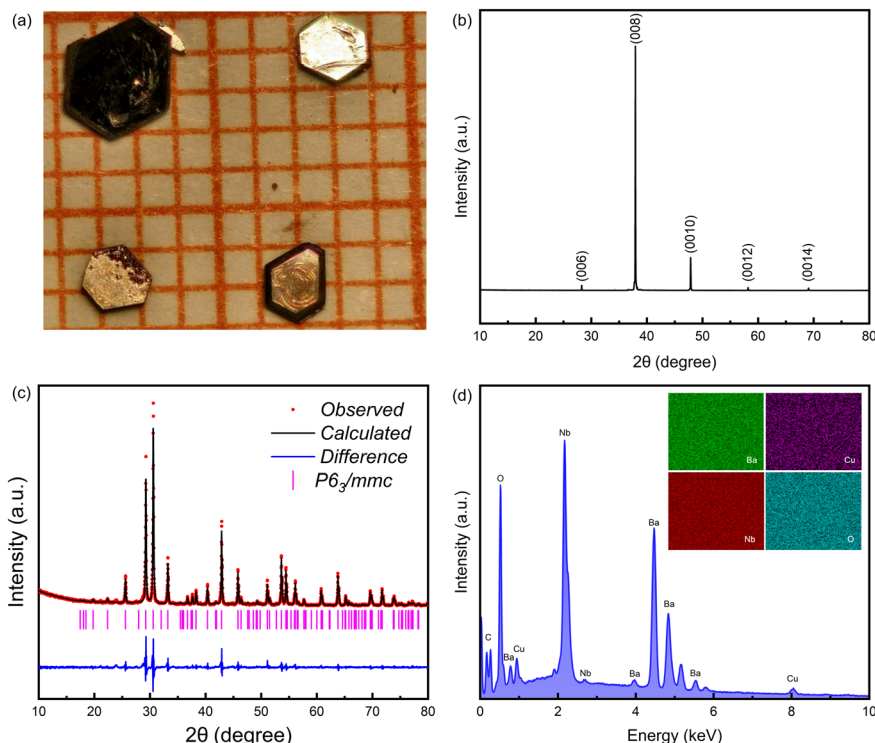 (a)
(b)
Intensity (a.u.)
(006)
(008)
(0010)
(0012)
(0014)
10 20 30 40 50 60 70 80
2θ (degree)
(c)
Intensity (a.u.)
Observed
Calculated
Difference
P6₃/mmc
10 20 30 40 50 60 70 80
2θ (degree)
(d)
Intensity (a.u.)
C
O
Ba
Cu
Nb
Nb
Ba
Ba
Ba
Ba
Cu
Ba
Cu
Nb
O
0 2 4 6 8 10
Energy (keV)